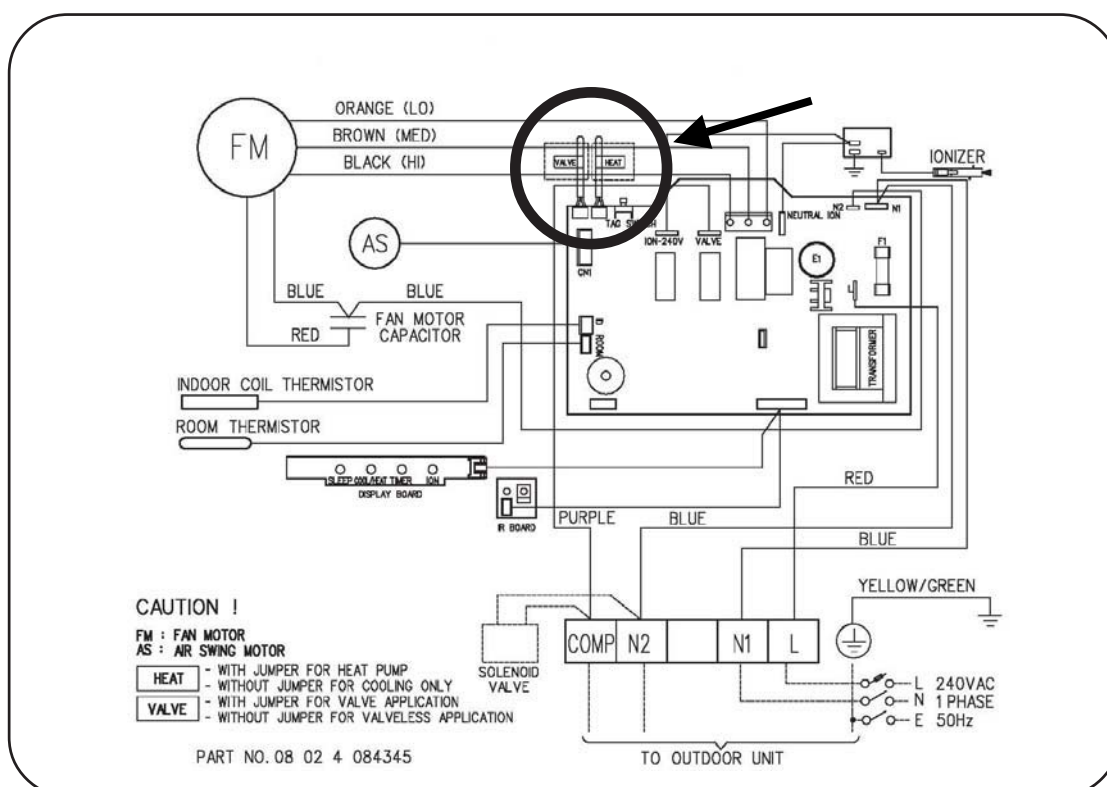 ORANGE (LO)
BROWN (MED)
BLACK (HI)
FM
VALVE
HEAT
IONIZER
N2
N1
TAC SWITCH
NEUTRAL ION
ION-240V
VALVE
AS
CN1
E1
F1
BLUE
BLUE
FAN MOTOR
CAPACITOR
RED
ID
ROOM
TRANSFORMER
INDOOR COIL THERMISTOR
ROOM THERMISTOR
SLEEP COOL/HEAT TIMER ION
DISPLAY BOARD
IR BOARD
RED
PURPLE
BLUE
BLUE
YELLOW/GREEN
CAUTION !
FM : FAN MOTOR
AS : AIR SWING MOTOR
HEAT - WITH JUMPER FOR HEAT PUMP
- WITHOUT JUMPER FOR COOLING ONLY
VALVE - WITH JUMPER FOR VALVE APPLICATION
- WITHOUT JUMPER FOR VALVELESS APPLICATION
PART NO. 08 02 4 084345
SOLENOID
VALVE
COMP N2 N1 L
L 240VAC
N 1 PHASE
E 50Hz
TO OUTDOOR UNIT